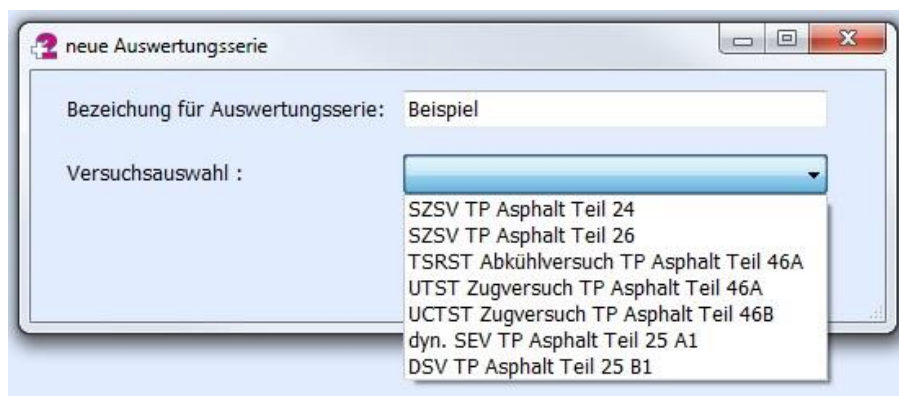 neue Auswertungsserie
Bezeichung für Auswertungsserie: Beispiel
Versuchsauswahl :
SZSV TP Asphalt Teil 24
SZSV TP Asphalt Teil 26
TSRST Abkühlversuch TP Asphalt Teil 46A
UTST Zugversuch TP Asphalt Teil 46A
UCTST Zugversuch TP Asphalt Teil 46B
dyn. SEV TP Asphalt Teil 25 A1
DSV TP Asphalt Teil 25 B1